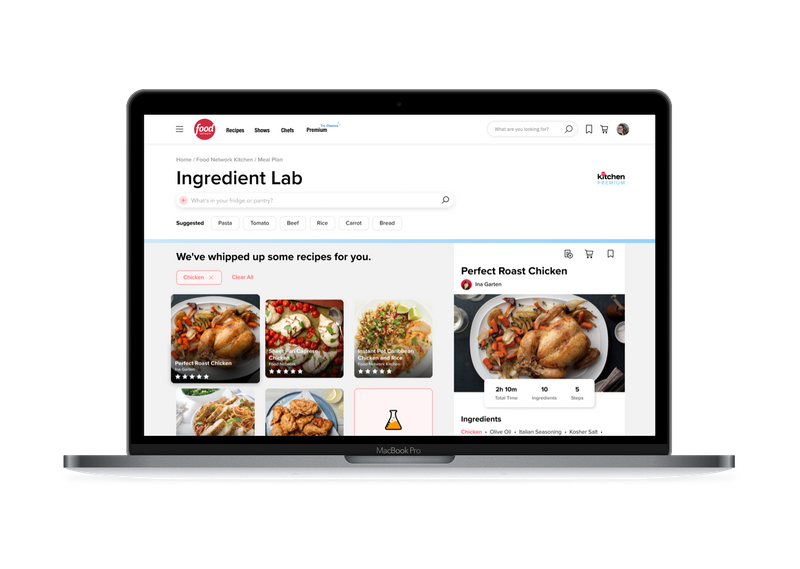 food
Recipes
Shows
Chefs
Premium
What are you looking for?
Home / Food Network Kitchen / Meal Plan
Ingredient Lab
kitchen
PREMIUM
What's in your fridge or pantry?
Suggested
Pasta
Tomato
Beef
Rice
Carrot
Bread
We've whipped up some recipes for you.
Chicken ×
Clear All
Perfect Roast Chicken
Ina Garten
Sheet Pan Caprese
Chicken
Food Network
Instant Pot Caribbean
Chicken and Rice
Food Network Kitchen
Perfect Roast Chicken
Ina Garten
2h 10m
Total Time
10
Ingredients
5
Steps
Ingredients
Chicken • Olive Oil • Italian Seasoning • Kosher Salt •
MacBook Pro